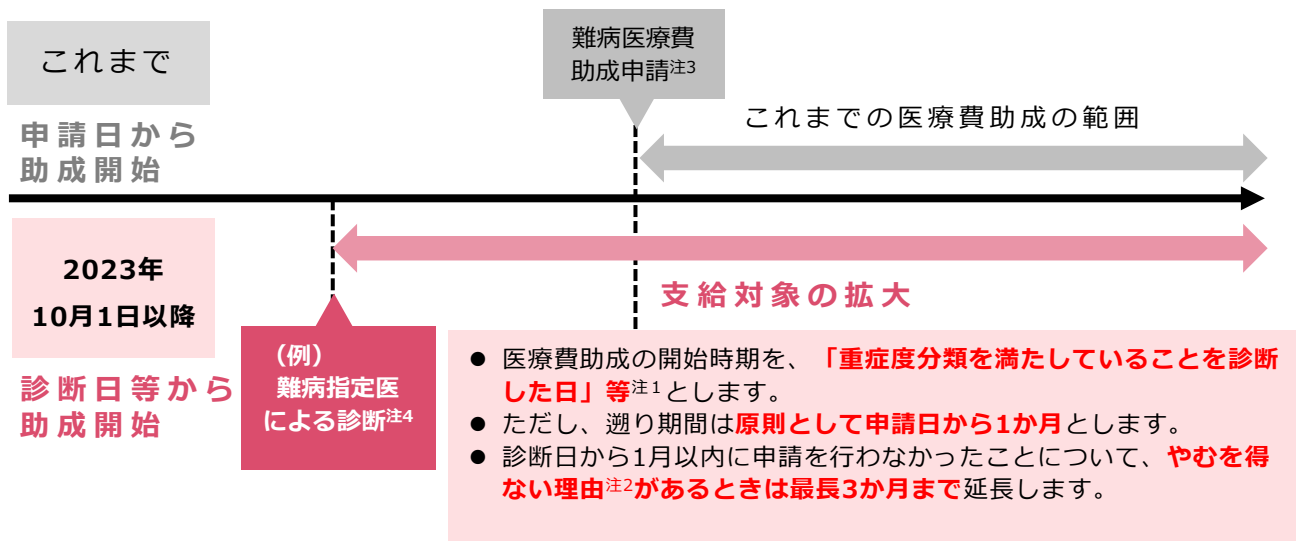 これまで
申請日から
助成開始
難病医療費
助成申請注3
これまでの医療費助成の範囲
2023年
10月1日以降
診断日等から
助成開始
（例）
難病指定医
による診断注4
支給対象の拡大
● 医療費助成の開始時期を、「重症度分類を満たしていることを診断
した日」等注1とします。
● ただし、遡り期間は原則として申請日から1か月とします。
● 診断日から1月以内に申請を行わなかったことについて、やむを得
ない理由注2があるときは最長3か月まで延長します。